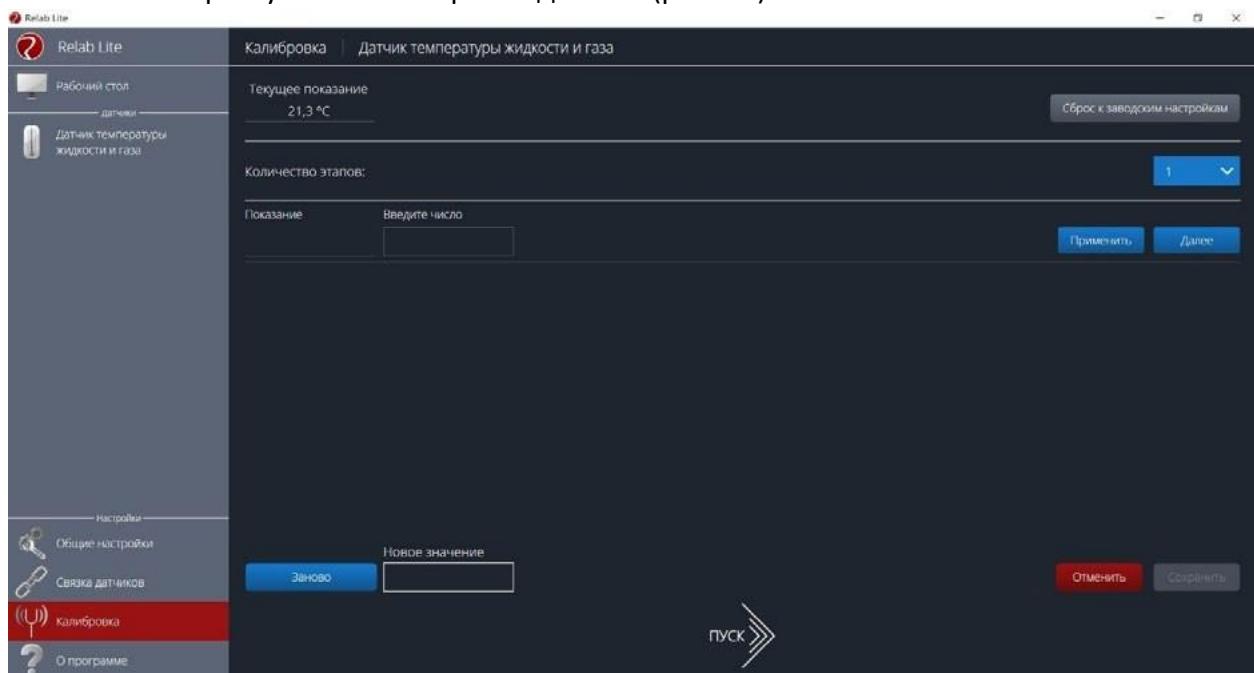 Relab Lite
Relab Lite
Калибровка
Датчик температуры жидкости и газа
Рабочий стол
датчики
Датчик температуры
жидкости и газа
Текущее показание
21,3 °C
Сброс к заводским настройкам
Количество этапов:
1
Показание
Введите число
Применить
Далее
Настройки
Общие настройки
Связка датчиков
Калибровка
О программе
Новое значение
Заново
Отменить
Сохранить
ПУСК